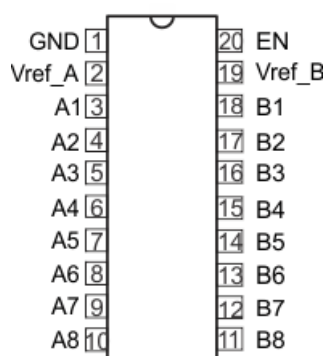 GND 1 20 EN
Vref_A 2 19 Vref_B
A1 3 18 B1
A2 4 17 B2
A3 5 16 B3
A4 6 15 B4
A5 7 14 B5
A6 8 13 B6
A7 9 12 B7
A8 10 11 B8